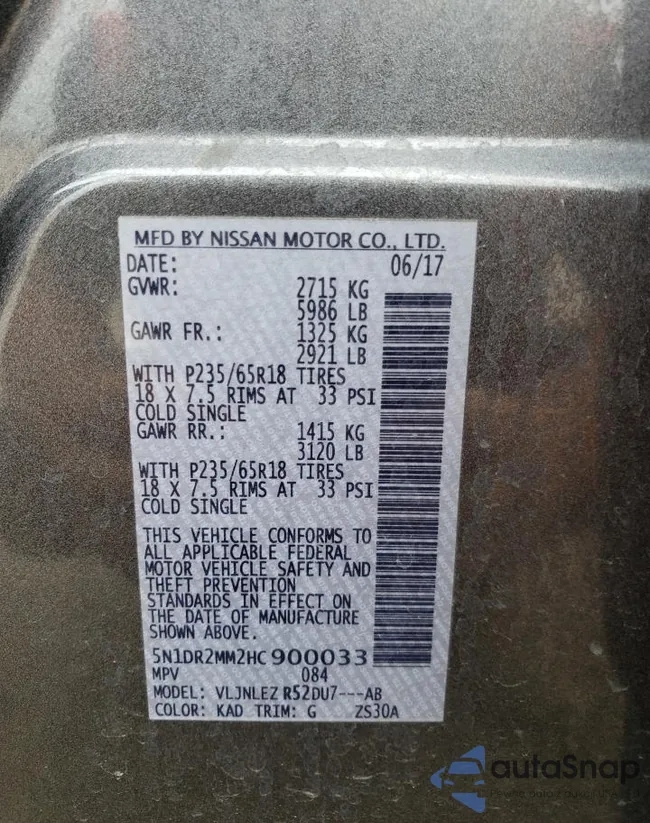 MFD BY NISSAN MOTOR CO., LTD.
DATE: 06/17
GVWR: 2715 KG
5986 LB
GAWR FR.: 1325 KG
2921 LB
WITH P235/65R18 TIRES
18 X 7.5 RIMS AT 33 PSI
COLD SINGLE
GAWR RR.: 1415 KG
3120 LB
WITH P235/65R18 TIRES
18 X 7.5 RIMS AT 33 PSI
COLD SINGLE
THIS VEHICLE CONFORMS TO
ALL APPLICABLE FEDERAL
MOTOR VEHICLE SAFETY AND
THEFT PREVENTION
STANDARDS IN EFFECT ON
THE DATE OF MANUFACTURE
SHOWN ABOVE.
5N1DR2MM2HC900033
MPV 084
MODEL: VLJNLEZ R52DU7---AB
COLOR: KAD TRIM: G ZS30A
autoSnap